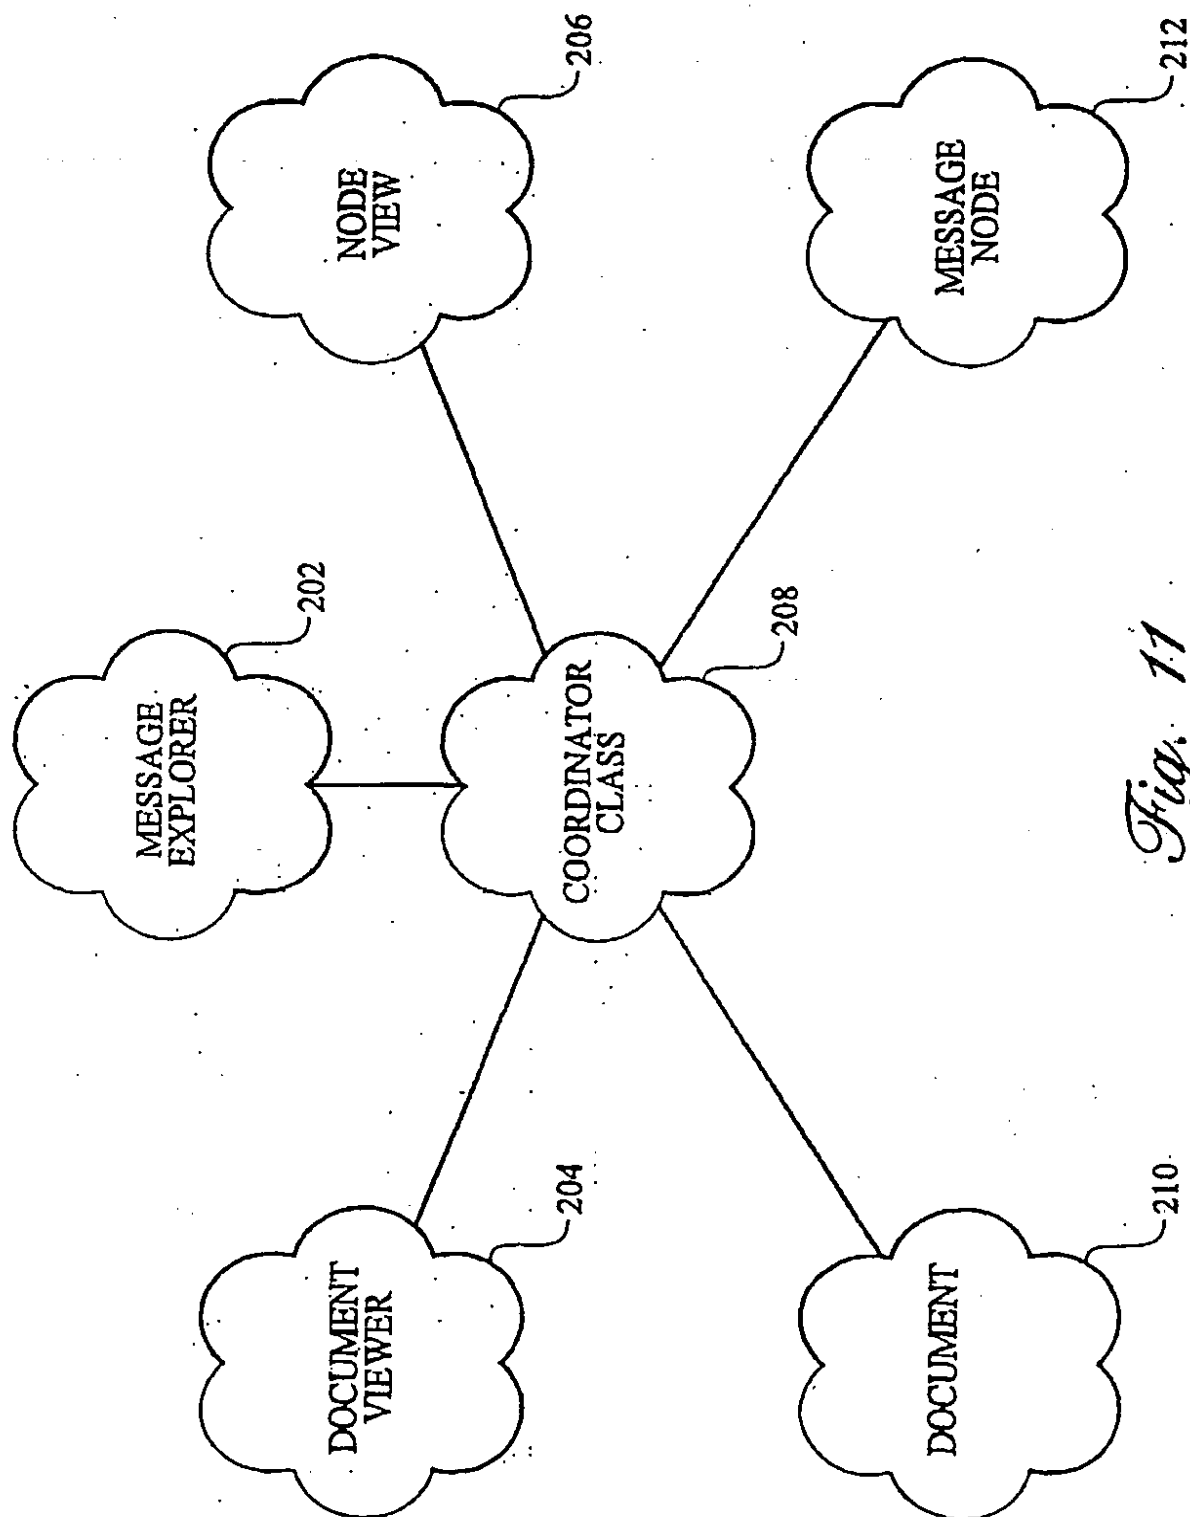 MESSAGE
EXPLORER
202
DOCUMENT
VIEWER
204
NODE
VIEW
206
COORDINATOR
CLASS
208
DOCUMENT
210
MESSAGE
NODE
212
Fig. 11